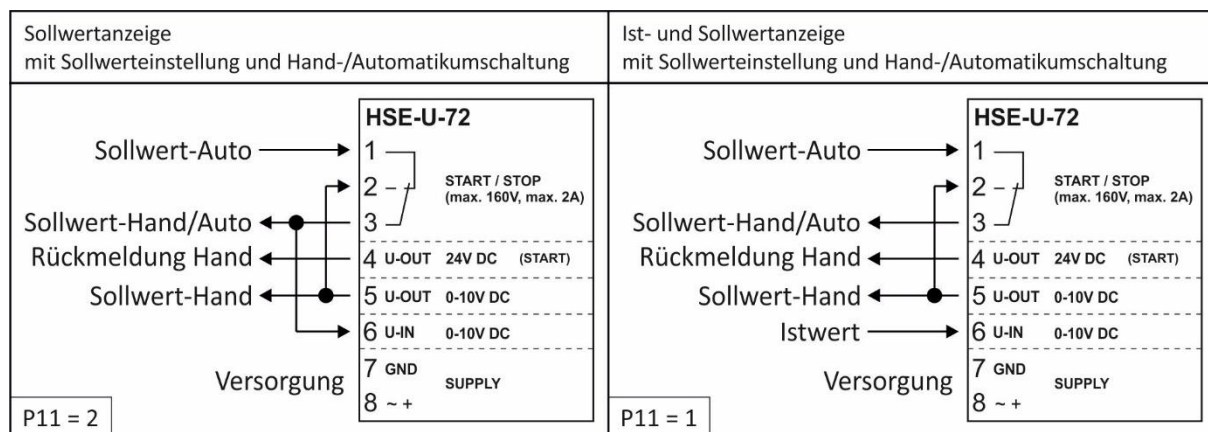 Sollwertanzeige
mit Sollwerteinstellung und Hand-/Automatikumschaltung
HSE-U-72
Sollwert-Auto 1
2 START / STOP
(max. 160V, max. 2A)
Sollwert-Hand/Auto 3
Rückmeldung Hand 4 U-OUT 24V DC (START)
Sollwert-Hand 5 U-OUT 0-10V DC
6 U-IN 0-10V DC
Versorgung 7 GND SUPPLY
8 ~ +
P11 = 2
Ist- und Sollwertanzeige
mit Sollwerteinstellung und Hand-/Automatikumschaltung
HSE-U-72
Sollwert-Auto 1
2 START / STOP
(max. 160V, max. 2A)
Sollwert-Hand/Auto 3
Rückmeldung Hand 4 U-OUT 24V DC (START)
Sollwert-Hand 5 U-OUT 0-10V DC
Istwert 6 U-IN 0-10V DC
Versorgung 7 GND SUPPLY
8 ~ +
P11 = 1